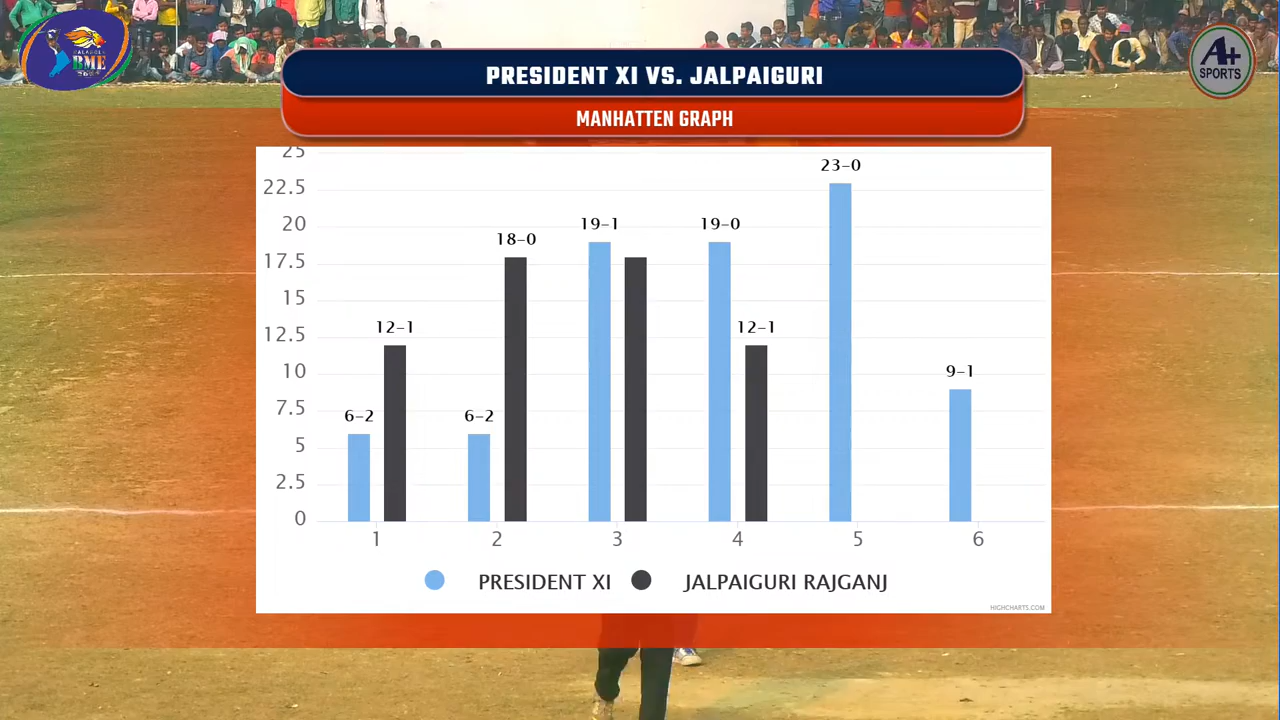 BME
A+
SPORTS
PRESIDENT XI VS. JALPAIGURI
MANHATTEN GRAPH
25
22.5
20
17.5
15
12.5
10
7.5
5
2.5
0
6-2
12-1
6-2
18-0
19-1
19-0
12-1
23-0
9-1
1 2 3 4 5 6
PRESIDENT XI JALPAIGURI RAJGANJ
HIGHCHARTS.COM